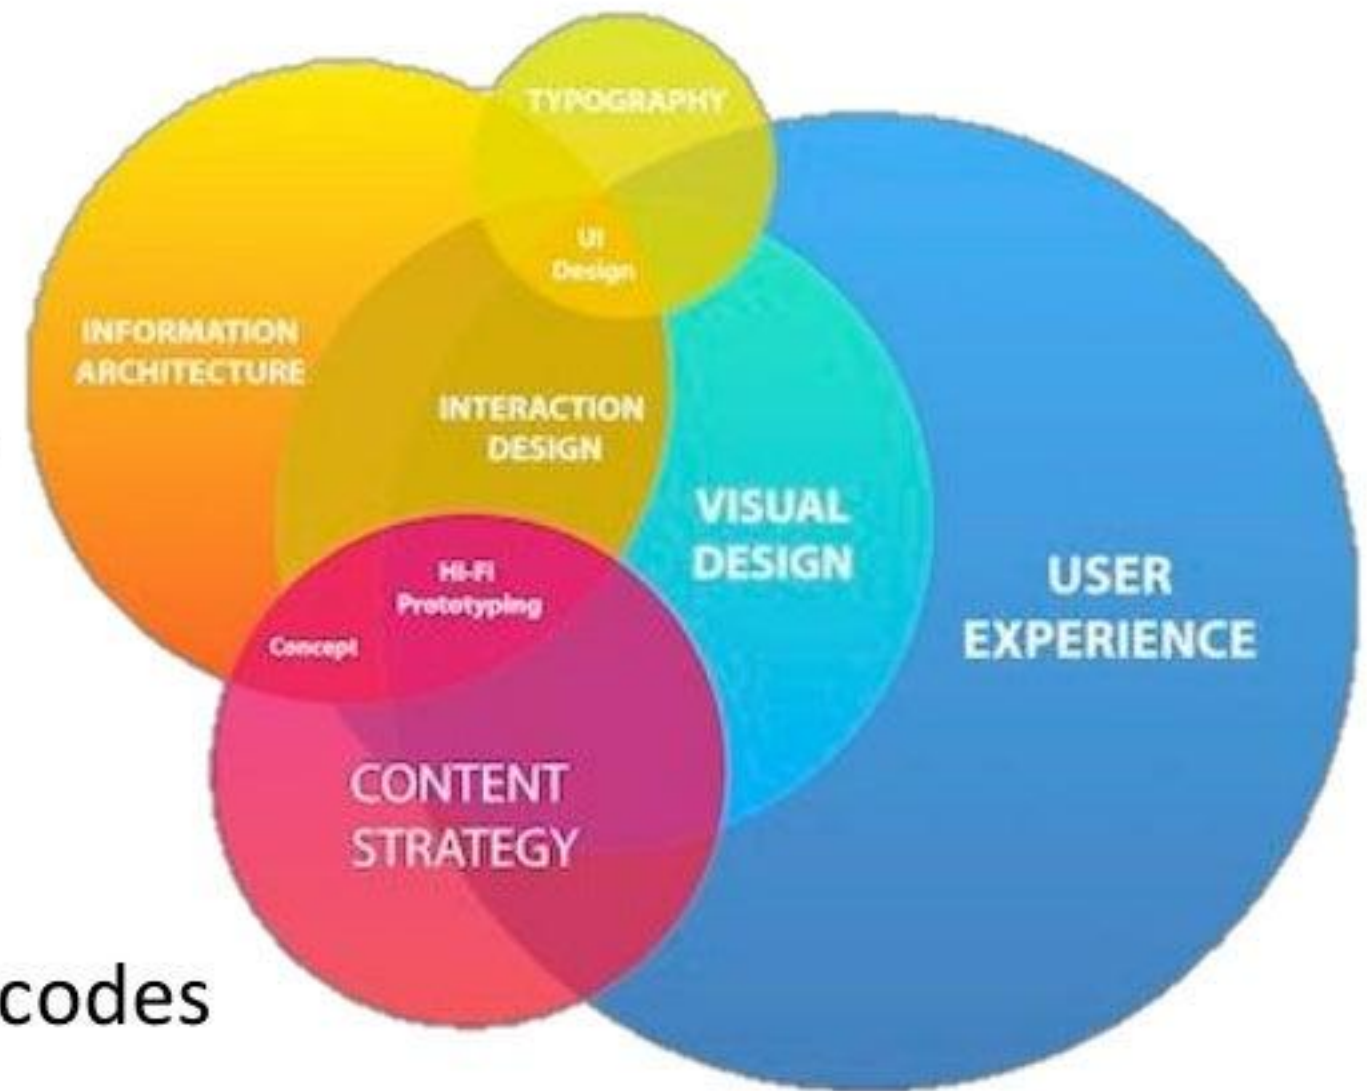 TYPOGRAPHY
UI
Design
INFORMATION
ARCHITECTURE
INTERACTION
DESIGN
VISUAL
DESIGN
USER
EXPERIENCE
Hi-Fi
Prototyping
Concept
CONTENT
STRATEGY
codes